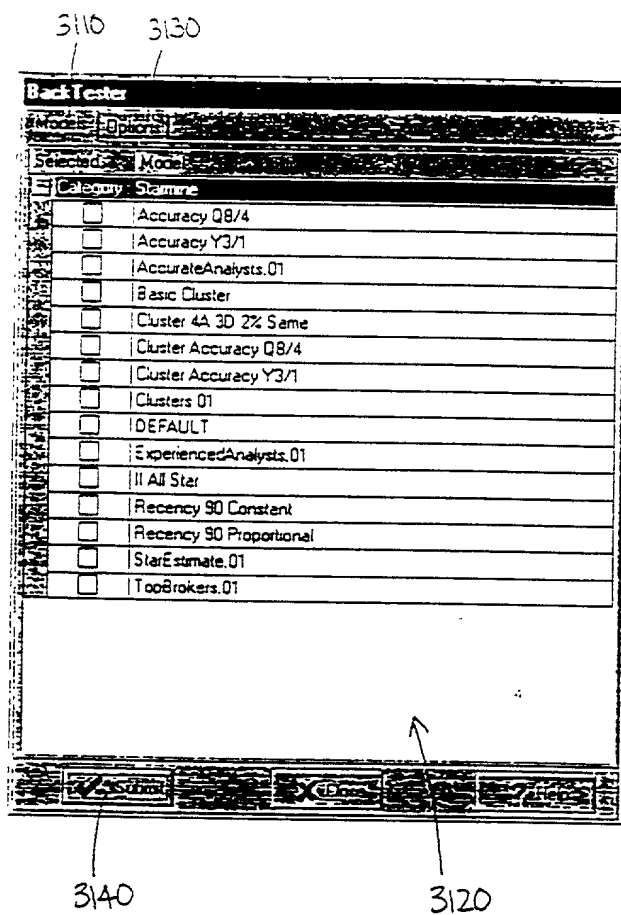 3110 3130
BackTester
Models Options
Selected Model
Category: Starmine
Accuracy Q8/4
Accuracy Y3/1
AccurateAnalysts.01
Basic Cluster
Cluster 4A 3D 2% Same
Cluster Accuracy Q8/4
Cluster Accuracy Y3/1
Clusters 01
DEFAULT
ExperiencedAnalysts.01
II All Star
Recency 90 Constant
Recency 90 Proportional
StarEstimate.01
TopBrokers.01
Submit Close Help
3140 3120